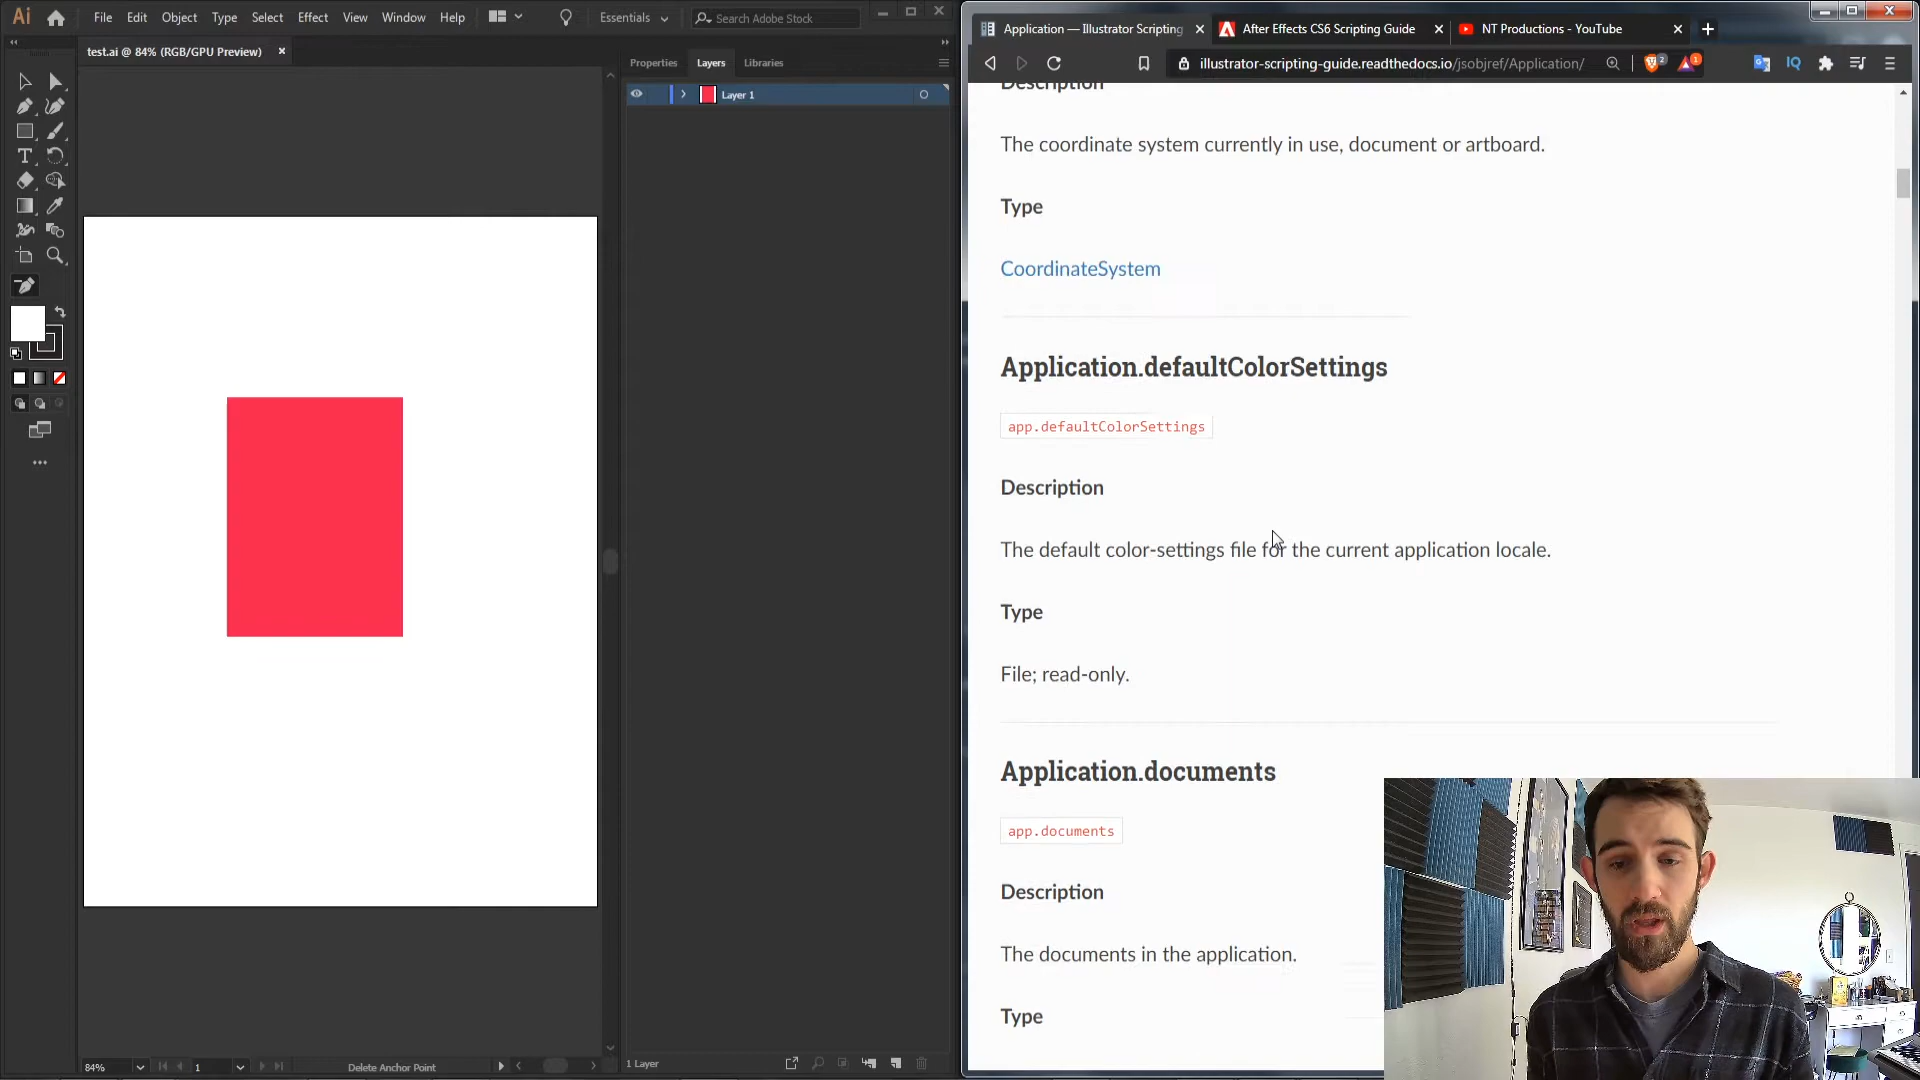 Ai File Edit Object Type Select Effect View Window Help Essentials Search Adobe Stock
test.ai @ 84% (RGB/GPU Preview) ×
Properties Layers Libraries
Layer 1
84% 1 Delete Anchor Point
1 Layer
Application — Illustrator Scripting
After Effects CS6 Scripting Guide
NT Productions - YouTube
illustrator-scripting-guide.readthedocs.io/jsobjref/Application/
Description
The coordinate system currently in use, document or artboard.
Type
CoordinateSystem
Application.defaultColorSettings
app.defaultColorSettings
Description
The default color-settings file for the current application locale.
Type
File; read-only.
Application.documents
app.documents
Description
The documents in the application.
Type